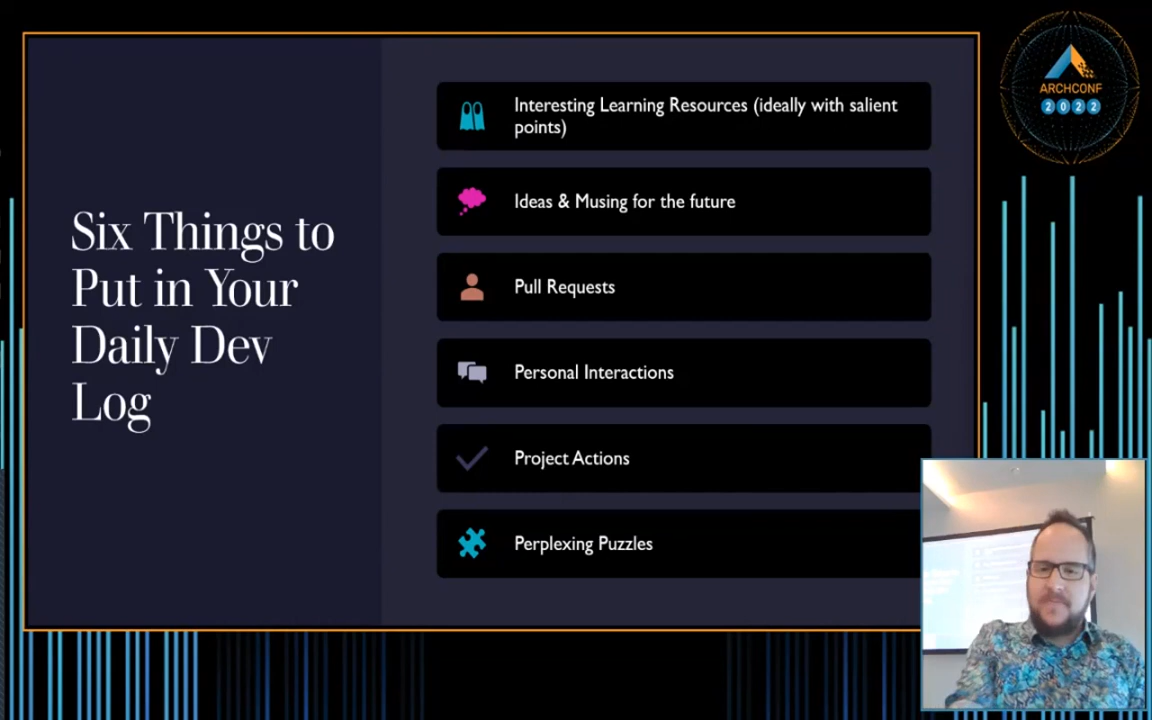 Six Things to
Put in Your
Daily Dev
Log
Interesting Learning Resources (ideally with salient
points)
Ideas & Musing for the future
Pull Requests
Personal Interactions
Project Actions
Perplexing Puzzles
ARCHCONF
2022